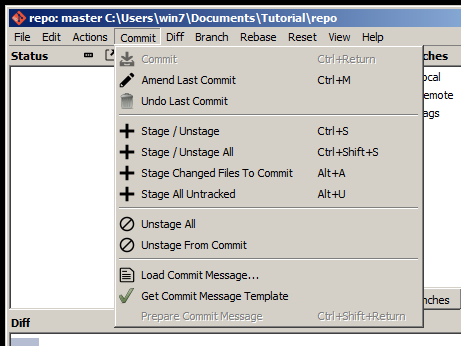 repo: master C:\Users\win7\Documents\Tutorial\repo
File Edit Actions Commit Diff Branch Rebase Reset View Help
Status
Commit Ctrl+Return
Amend Last Commit Ctrl+M
Undo Last Commit
Stage / Unstage Ctrl+S
Stage / Unstage All Ctrl+Shift+S
Stage Changed Files To Commit Alt+A
Stage All Untracked Alt+U
Unstage All
Unstage From Commit
Load Commit Message...
Get Commit Message Template
Prepare Commit Message Ctrl+Shift+Return
ches
ocal
emote
ags
nches
Diff